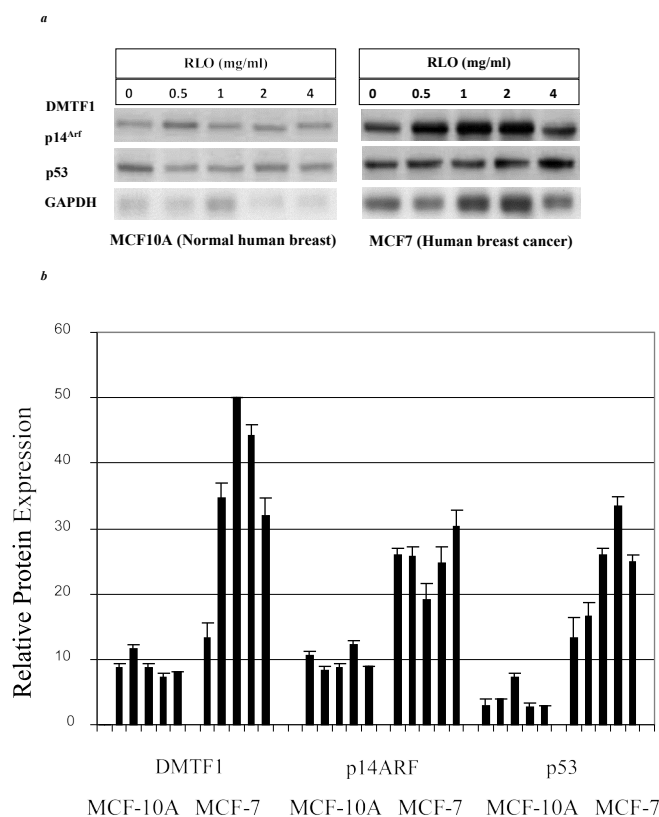 a
RLO (mg/ml) RLO (mg/ml)
0 0.5 1 2 4 0 0.5 1 2 4
DMTF1
p14Arf
p53
GAPDH
MCF10A (Normal human breast) MCF7 (Human breast cancer)
b
60
50
40
30
20
10
0
Relative Protein Expression
DMTF1 p14ARF p53
MCF-10A MCF-7 MCF-10A MCF-7 MCF-10A MCF-7